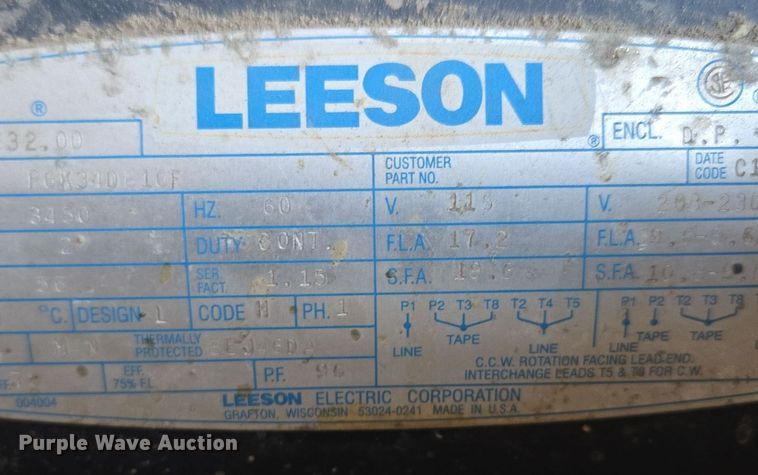 LEESON
®
®
32.00
ENCL. D.P.
CUSTOMER PART NO.
DATE CODE C1
3450 HZ. 60 V. 115 V. 208-230
DUTY CONT. F.L.A. 17.2 F.L.A.
SER. FACT. 1.15 S.F.A. S.F.A.
°C. DESIGN L CODE M PH. 1
P1 P2 T3 T8 T2 T4 T5 P1 P2 T2 T3 T8
LINE TAPE LINE LINE TAPE
THERMALLY PROTECTED
C.C.W. ROTATION FACING LEAD END.
INTERCHANGE LEADS T5 & T8 FOR C.W.
EFF. 75% FL P.F.
004004
LEESON ELECTRIC CORPORATION
GRAFTON, WISCONSIN 53024-0241 MADE IN U.S.A.
Purple Wave Auction